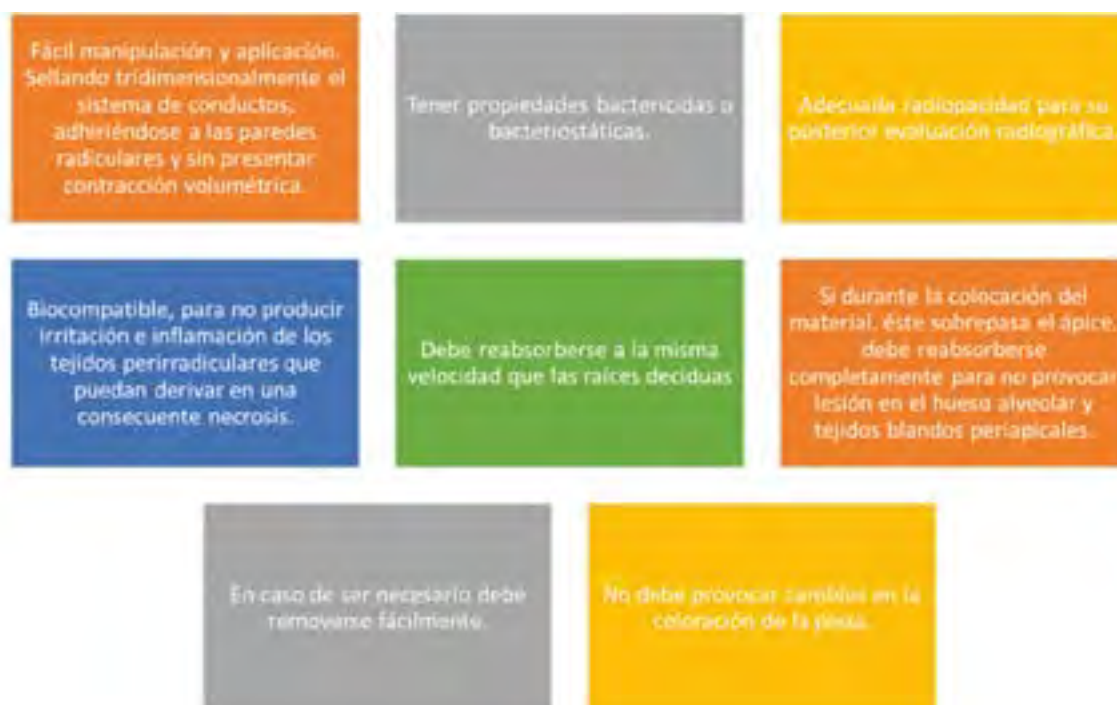 Fácil manipulación y aplicación.
Sellando tridimensionalmente el
sistema de conductos,
adhiriéndose a las paredes
radiculares y sin presentar
contracción volumétrica.
Tener propiedades bactericidas o
bacteriostáticas.
Adecuada radiopacidad para su
posterior evaluación radiográfica.
Biocompatible, para no producir
irritación e inflamación de los
tejidos perirradiculares que
puedan derivar en una
consecuente necrosis.
Debe reabsorberse a la misma
velocidad que las raíces deciduas
Si durante la colocación del
material, éste sobrepasa el ápice,
debe reabsorberse
completamente para no provocar
lesión en el hueso alveolar y
tejidos blandos periapicales.
En caso de ser necesario debe
removerse fácilmente.
No debe provocar cambios en la
coloración de la pieza.